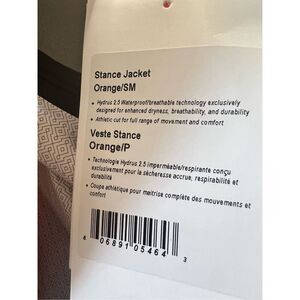 Stance Jacket
Orange/SM
• Hydrus 2.5 Waterproof/breathable technology exclusively
designed for enhanced dryness, breathability, and durability
• Athletic cut for full range of movement and comfort
Veste Stance
Orange/P
• Technologie Hydrus 2.5 imperméable/respirante conçu
exclusivement pour la sécheresse accrue, respirabilité et
durabilité
• Coupe athlétique pour maîtrise complète des mouvements et
confort
6 06891 05464 3